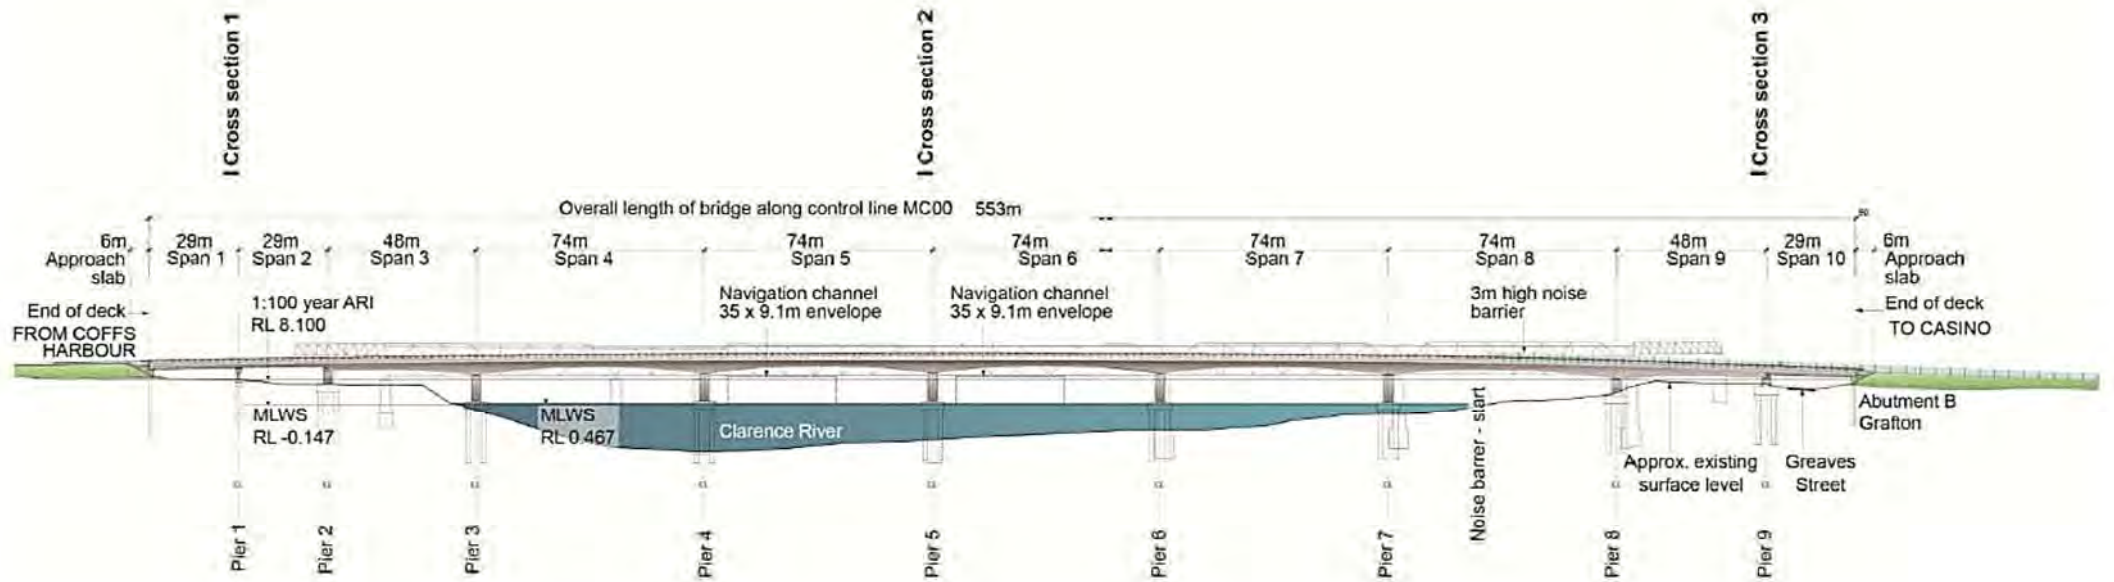 I Cross section 1
I Cross section 2
I Cross section 3
Overall length of bridge along control line MC00 553m
6m
Approach
slab
29m
Span 1
29m
Span 2
48m
Span 3
74m
Span 4
74m
Span 5
74m
Span 6
74m
Span 7
74m
Span 8
48m
Span 9
29m
Span 10
6m
Approach
slab
End of deck
FROM COFFS
HARBOUR
1:100 year ARI
RL 8.100
Navigation channel
35 x 9.1m envelope
Navigation channel
35 x 9.1m envelope
3m high noise
barrier
End of deck
TO CASINO
MLWS
RL -0.147
MLWS
RL 0.467
Clarence River
Noise barrer - start
Approx. existing
surface level
Greaves
Street
Abutment B
Grafton
Pier 1
Pier 2
Pier 3
Pier 4
Pier 5
Pier 6
Pier 7
Pier 8
Pier 9